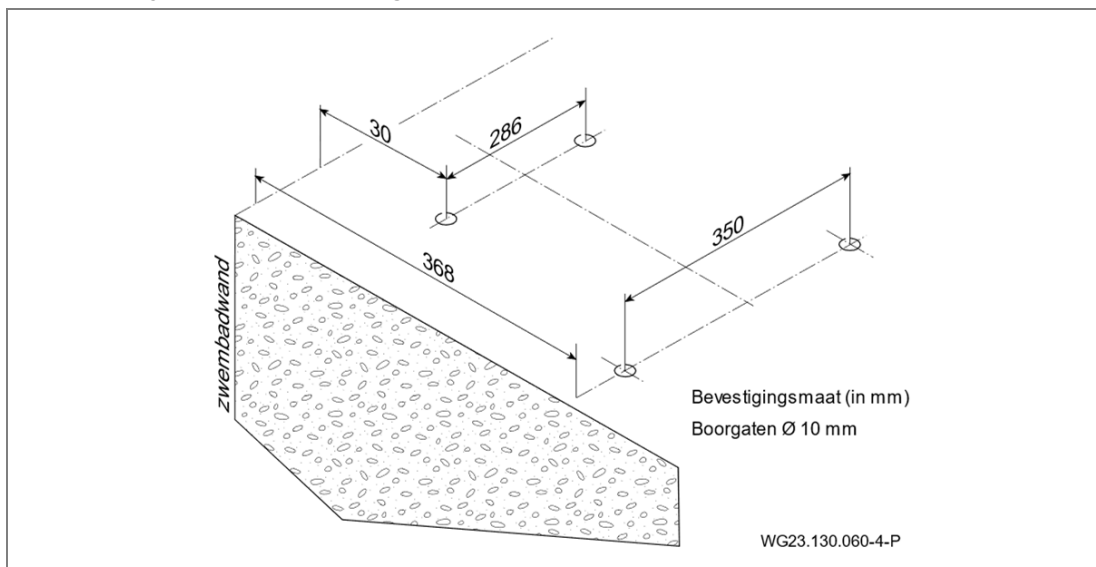 30
286
350
368
zwembadwand
Bevestigingsmaat (in mm)
Boorgaten Ø 10 mm
WG23.130.060-4-P